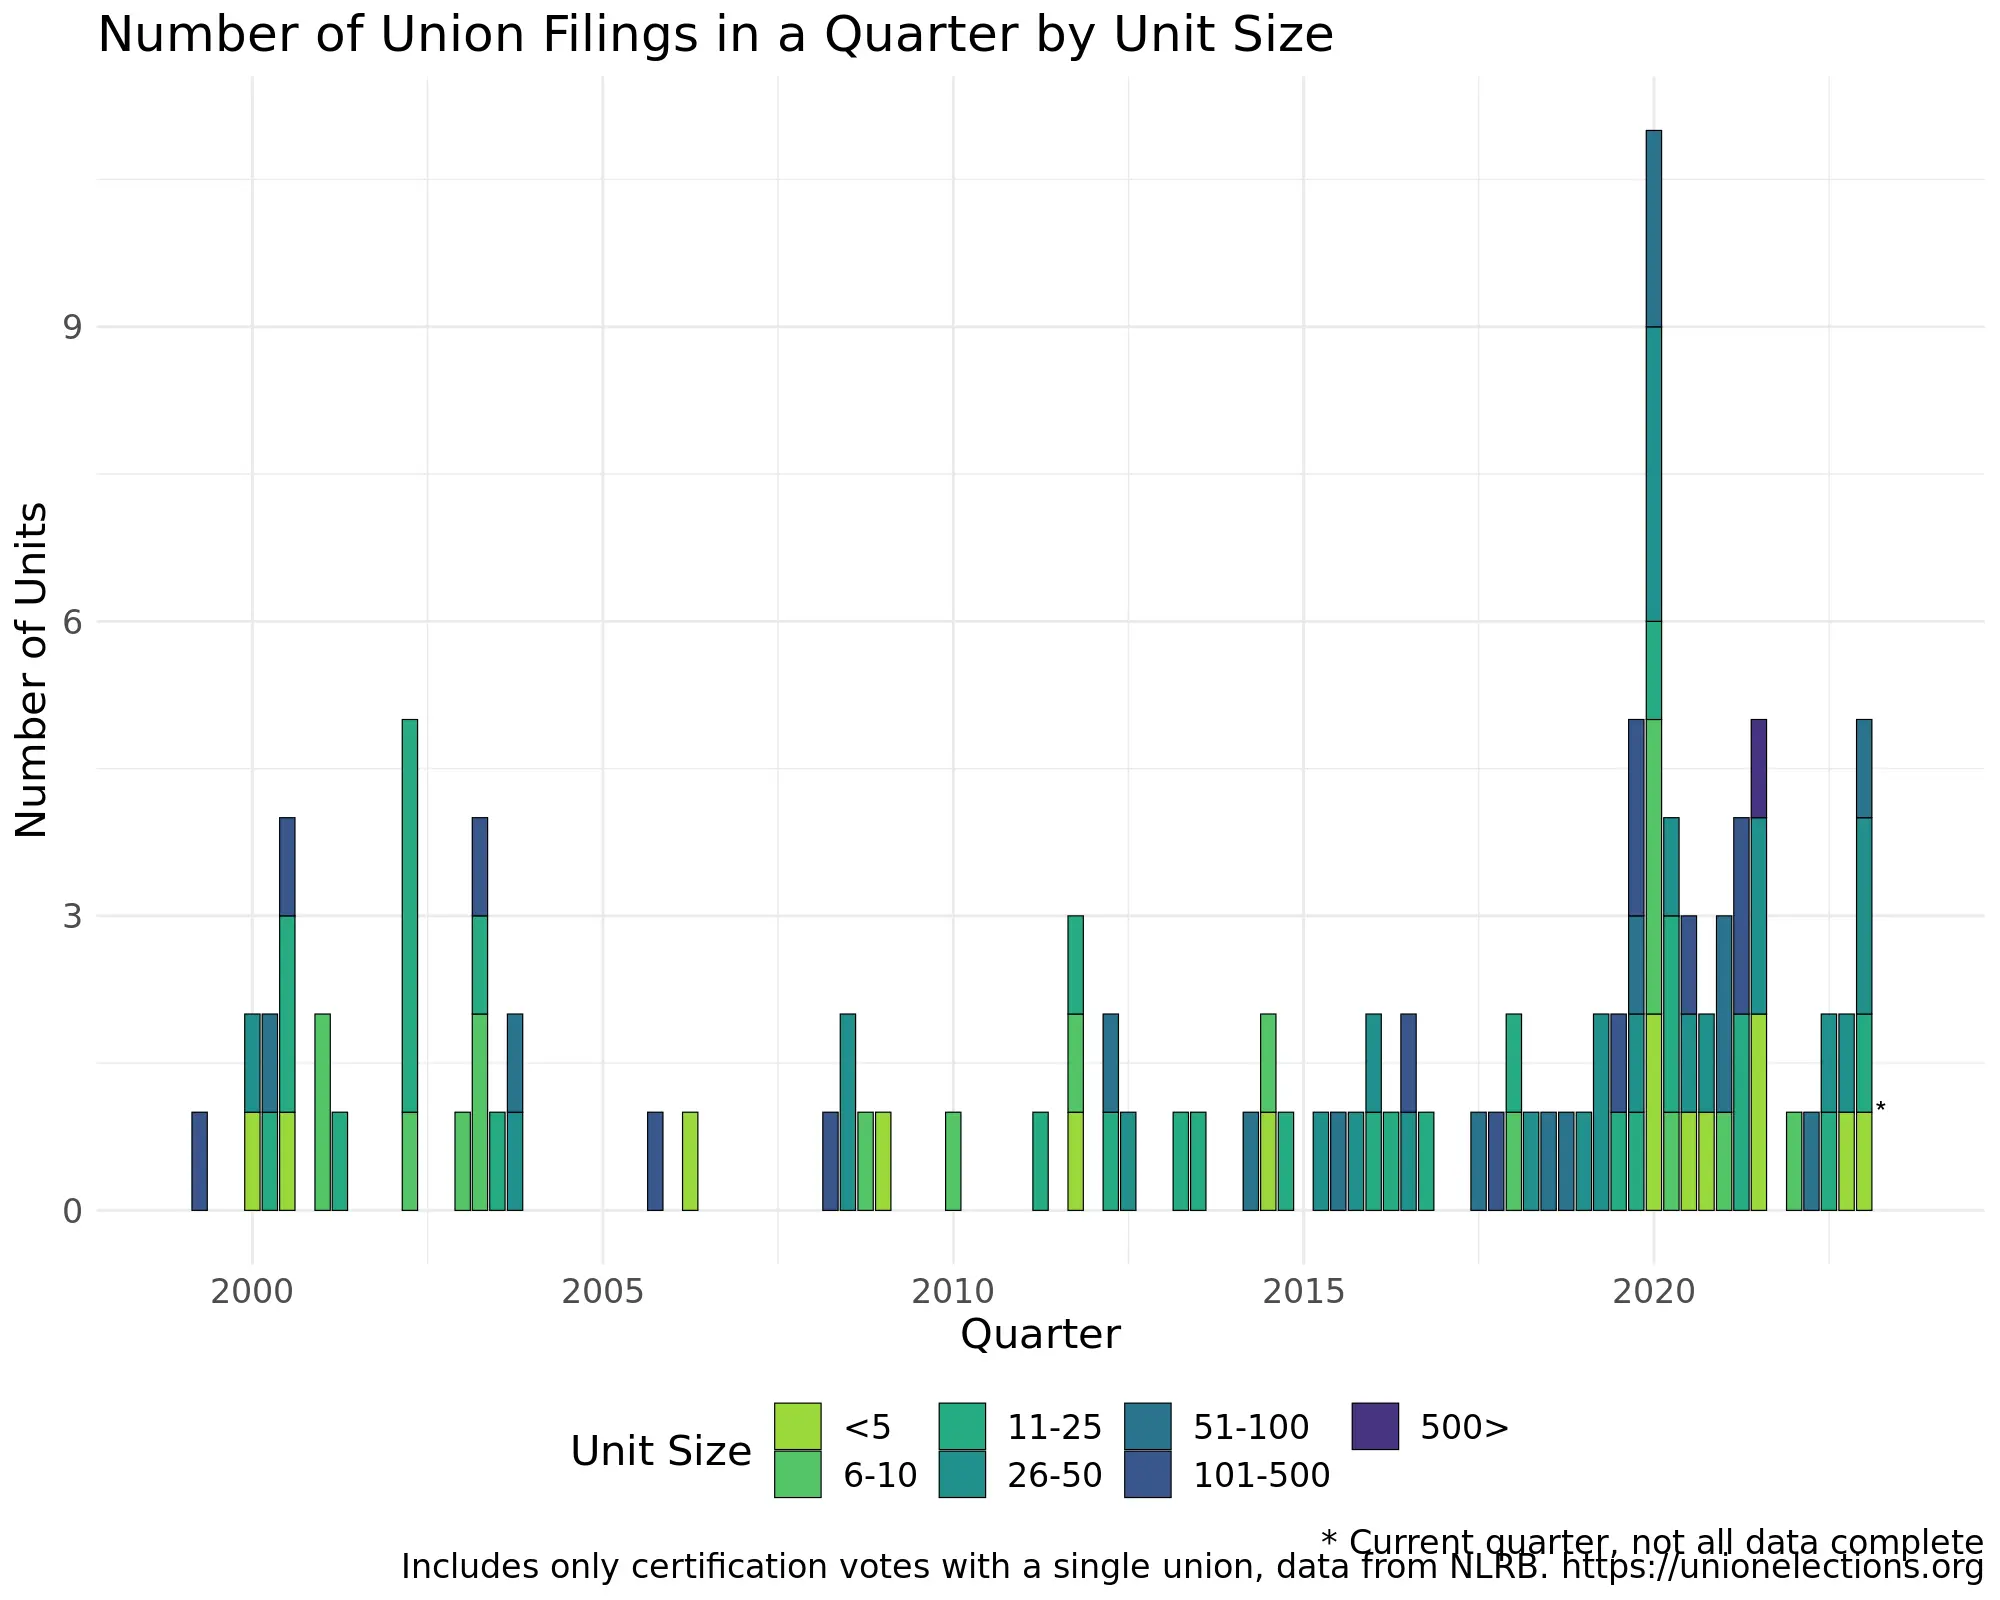 Number of Union Filings in a Quarter by Unit Size
Number of Units
9
6
3
0
*
2000 2005 2010 2015 2020
Quarter
Unit Size
<5 11-25 51-100 500>
6-10 26-50 101-500
* Current quarter, not all data complete
Includes only certification votes with a single union, data from NLRB. https://unionelections.org